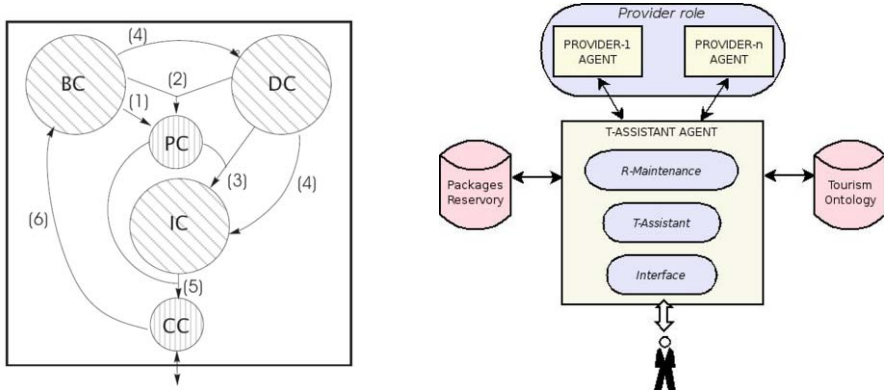 (4)
BC
DC
(2)
(1)
PC
(3)
(4)
IC
(6)
(5)
CC
Provider role
PROVIDER-1
AGENT
PROVIDER-n
AGENT
T-ASSISTANT AGENT
R-Maintenance
Packages
Reservory
T-Assistant
Tourism
Ontology
Interface